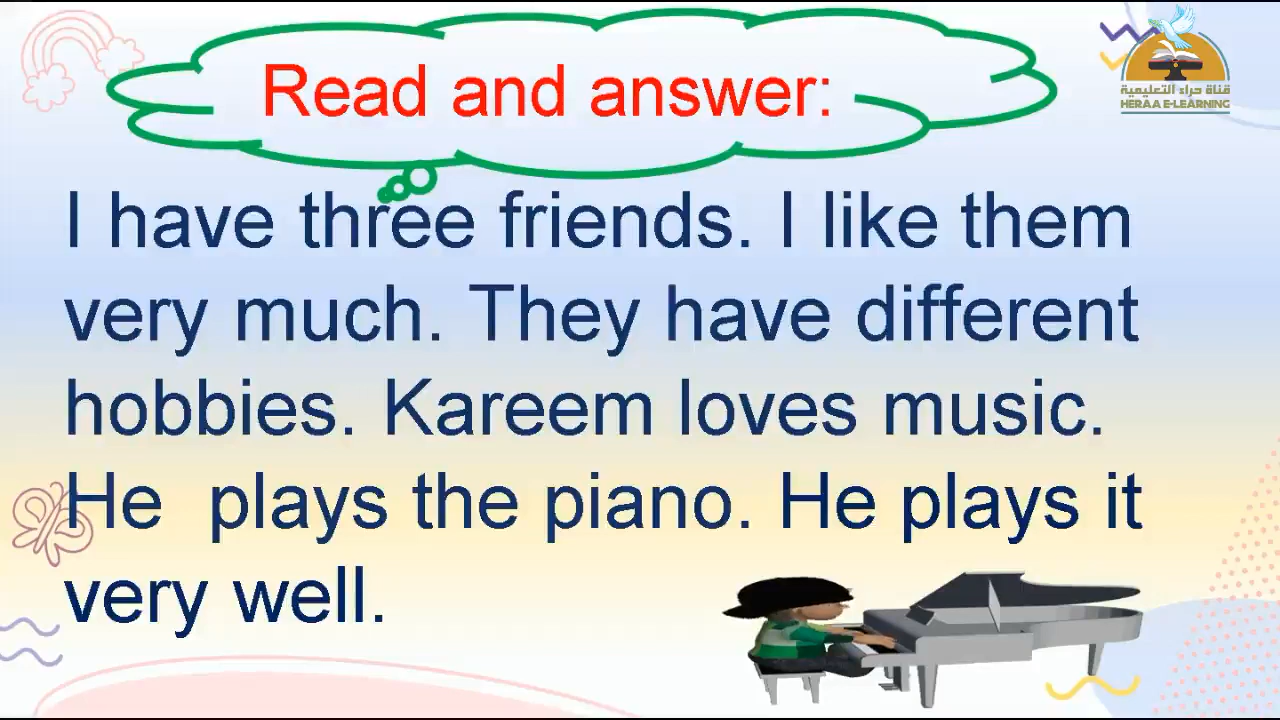 Read and answer:
قناة حراء التعليمية
HERAA E-LEARNING
I have three friends. I like them
very much. They have different
hobbies. Kareem loves music.
He  plays the piano. He plays it
very well.